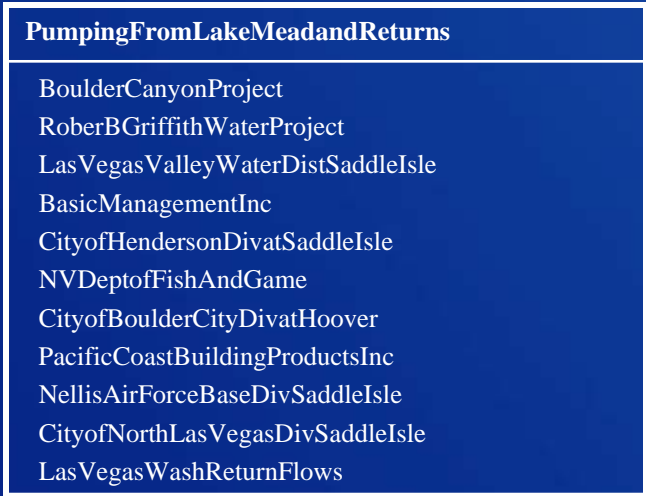 PumpingFromLakeMeadandReturns
BoulderCanyonProject
RoberBGriffithWaterProject
LasVegasValleyWaterDistSaddleIsle
BasicManagementInc
CityofHendersonDivatSaddleIsle
NVDeptofFishAndGame
CityofBoulderCityDivatHoover
PacificCoastBuildingProductsInc
NellisAirForceBaseDivSaddleIsle
CityofNorthLasVegasDivSaddleIsle
LasVegasWashReturnFlows